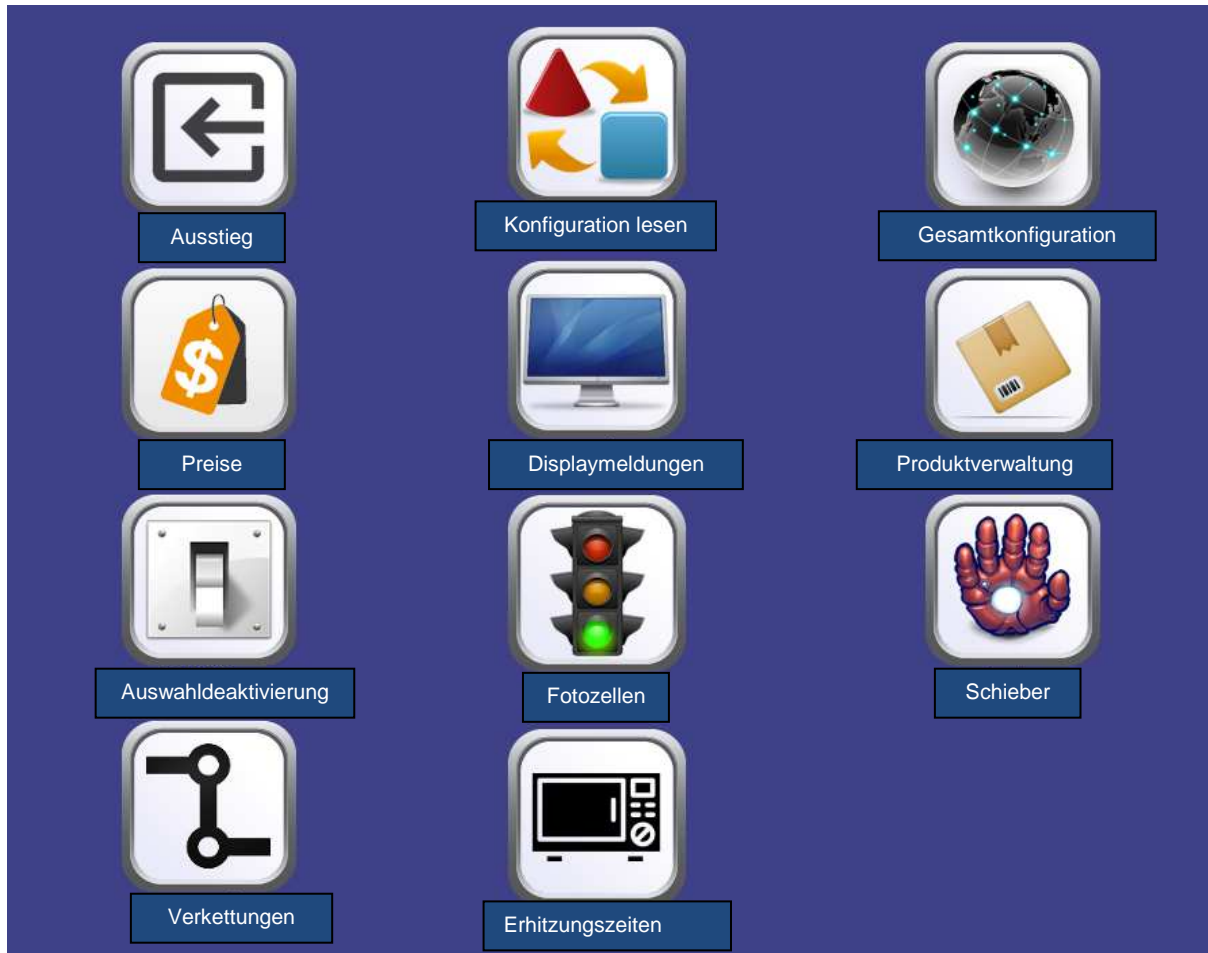 Ausstieg
Konfiguration lesen
Gesamtkonfiguration
Preise
Displaymeldungen
Produktverwaltung
Auswahldeaktivierung
Fotozellen
Schieber
Verkettungen
Erhitzungszeiten